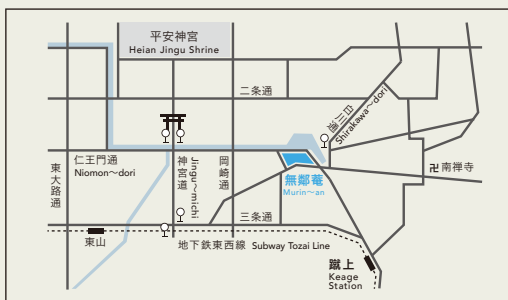 平安神宮
Heian Jingu Shrine
二条通
白川通
Shirakawa〜dori
仁王門通
Niomon〜dori
東大路通
神宮道
Jingu〜michi
岡崎通
無鄰菴
Murin〜an
卍南禅寺
三条通
東山
地下鉄東西線 Subway Tozai Line
蹴上
Keage
Station